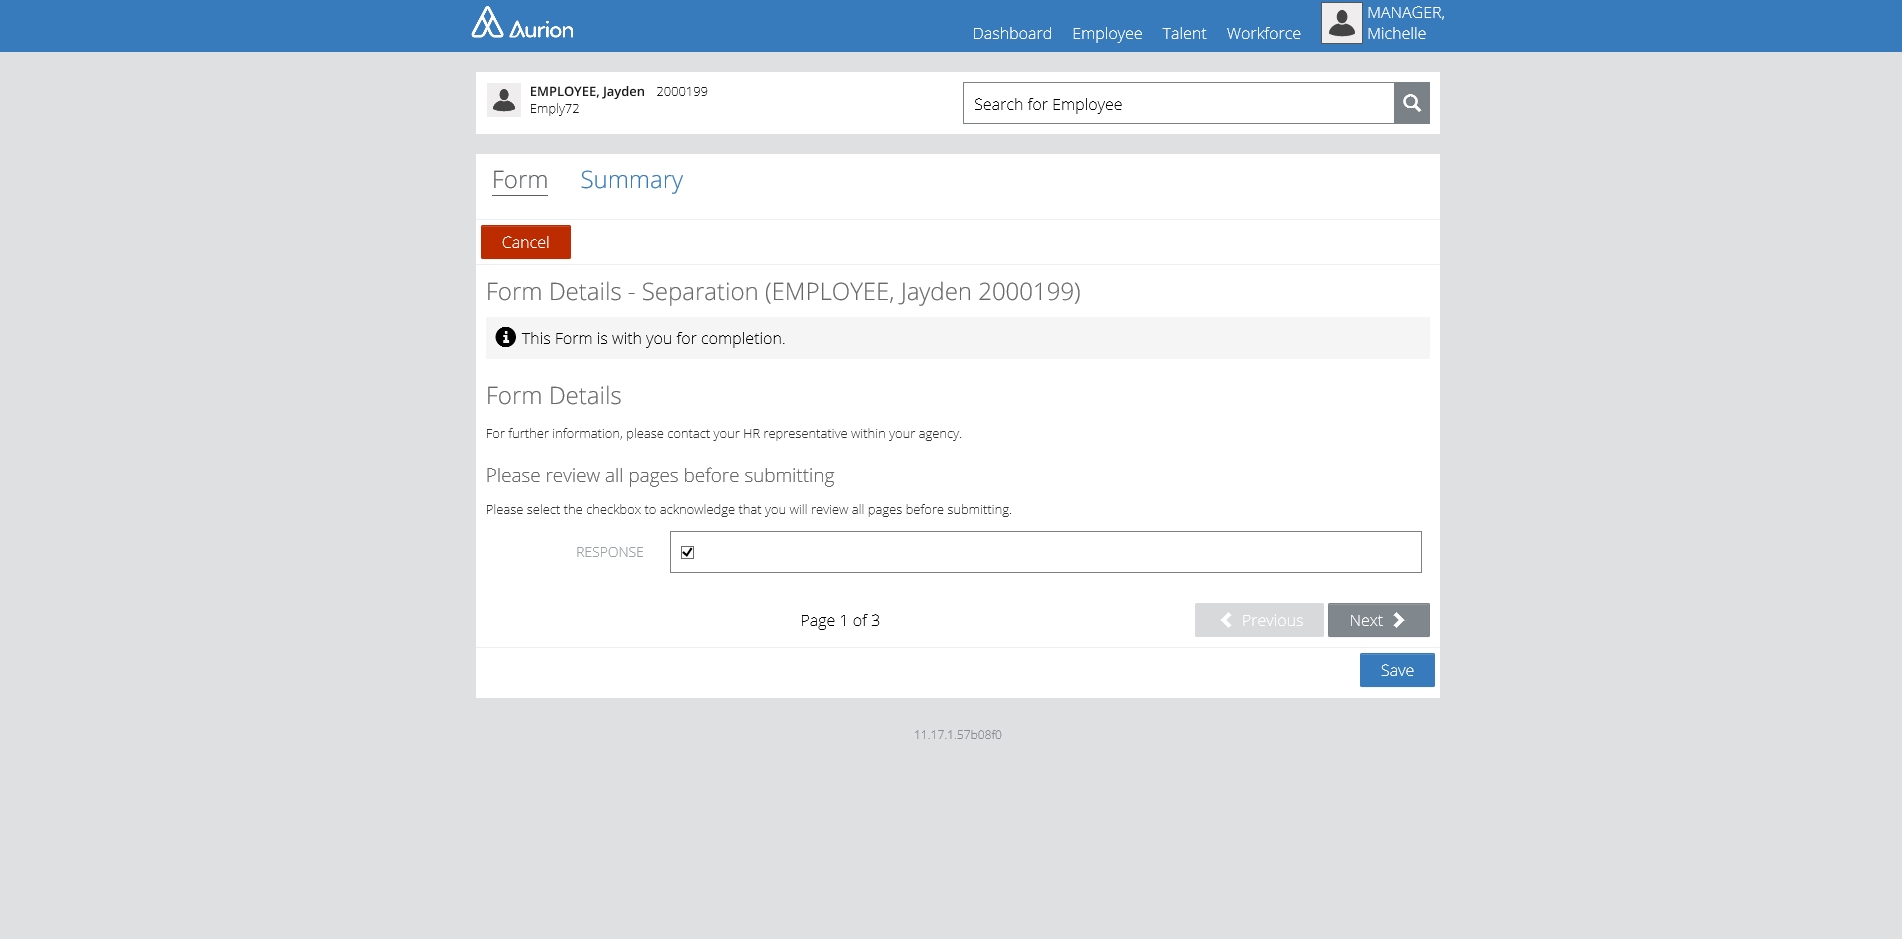 Aurion
Dashboard Employee Talent Workforce
MANAGER,
Michelle
EMPLOYEE, Jayden 2000199
Emply72
Search for Employee
Form Summary
Cancel
Form Details - Separation (EMPLOYEE, Jayden 2000199)
This Form is with you for completion.
Form Details
For further information, please contact your HR representative within your agency.
Please review all pages before submitting
Please select the checkbox to acknowledge that you will review all pages before submitting.
RESPONSE
Page 1 of 3
Previous
Next
Save
11.17.1.57b08f0